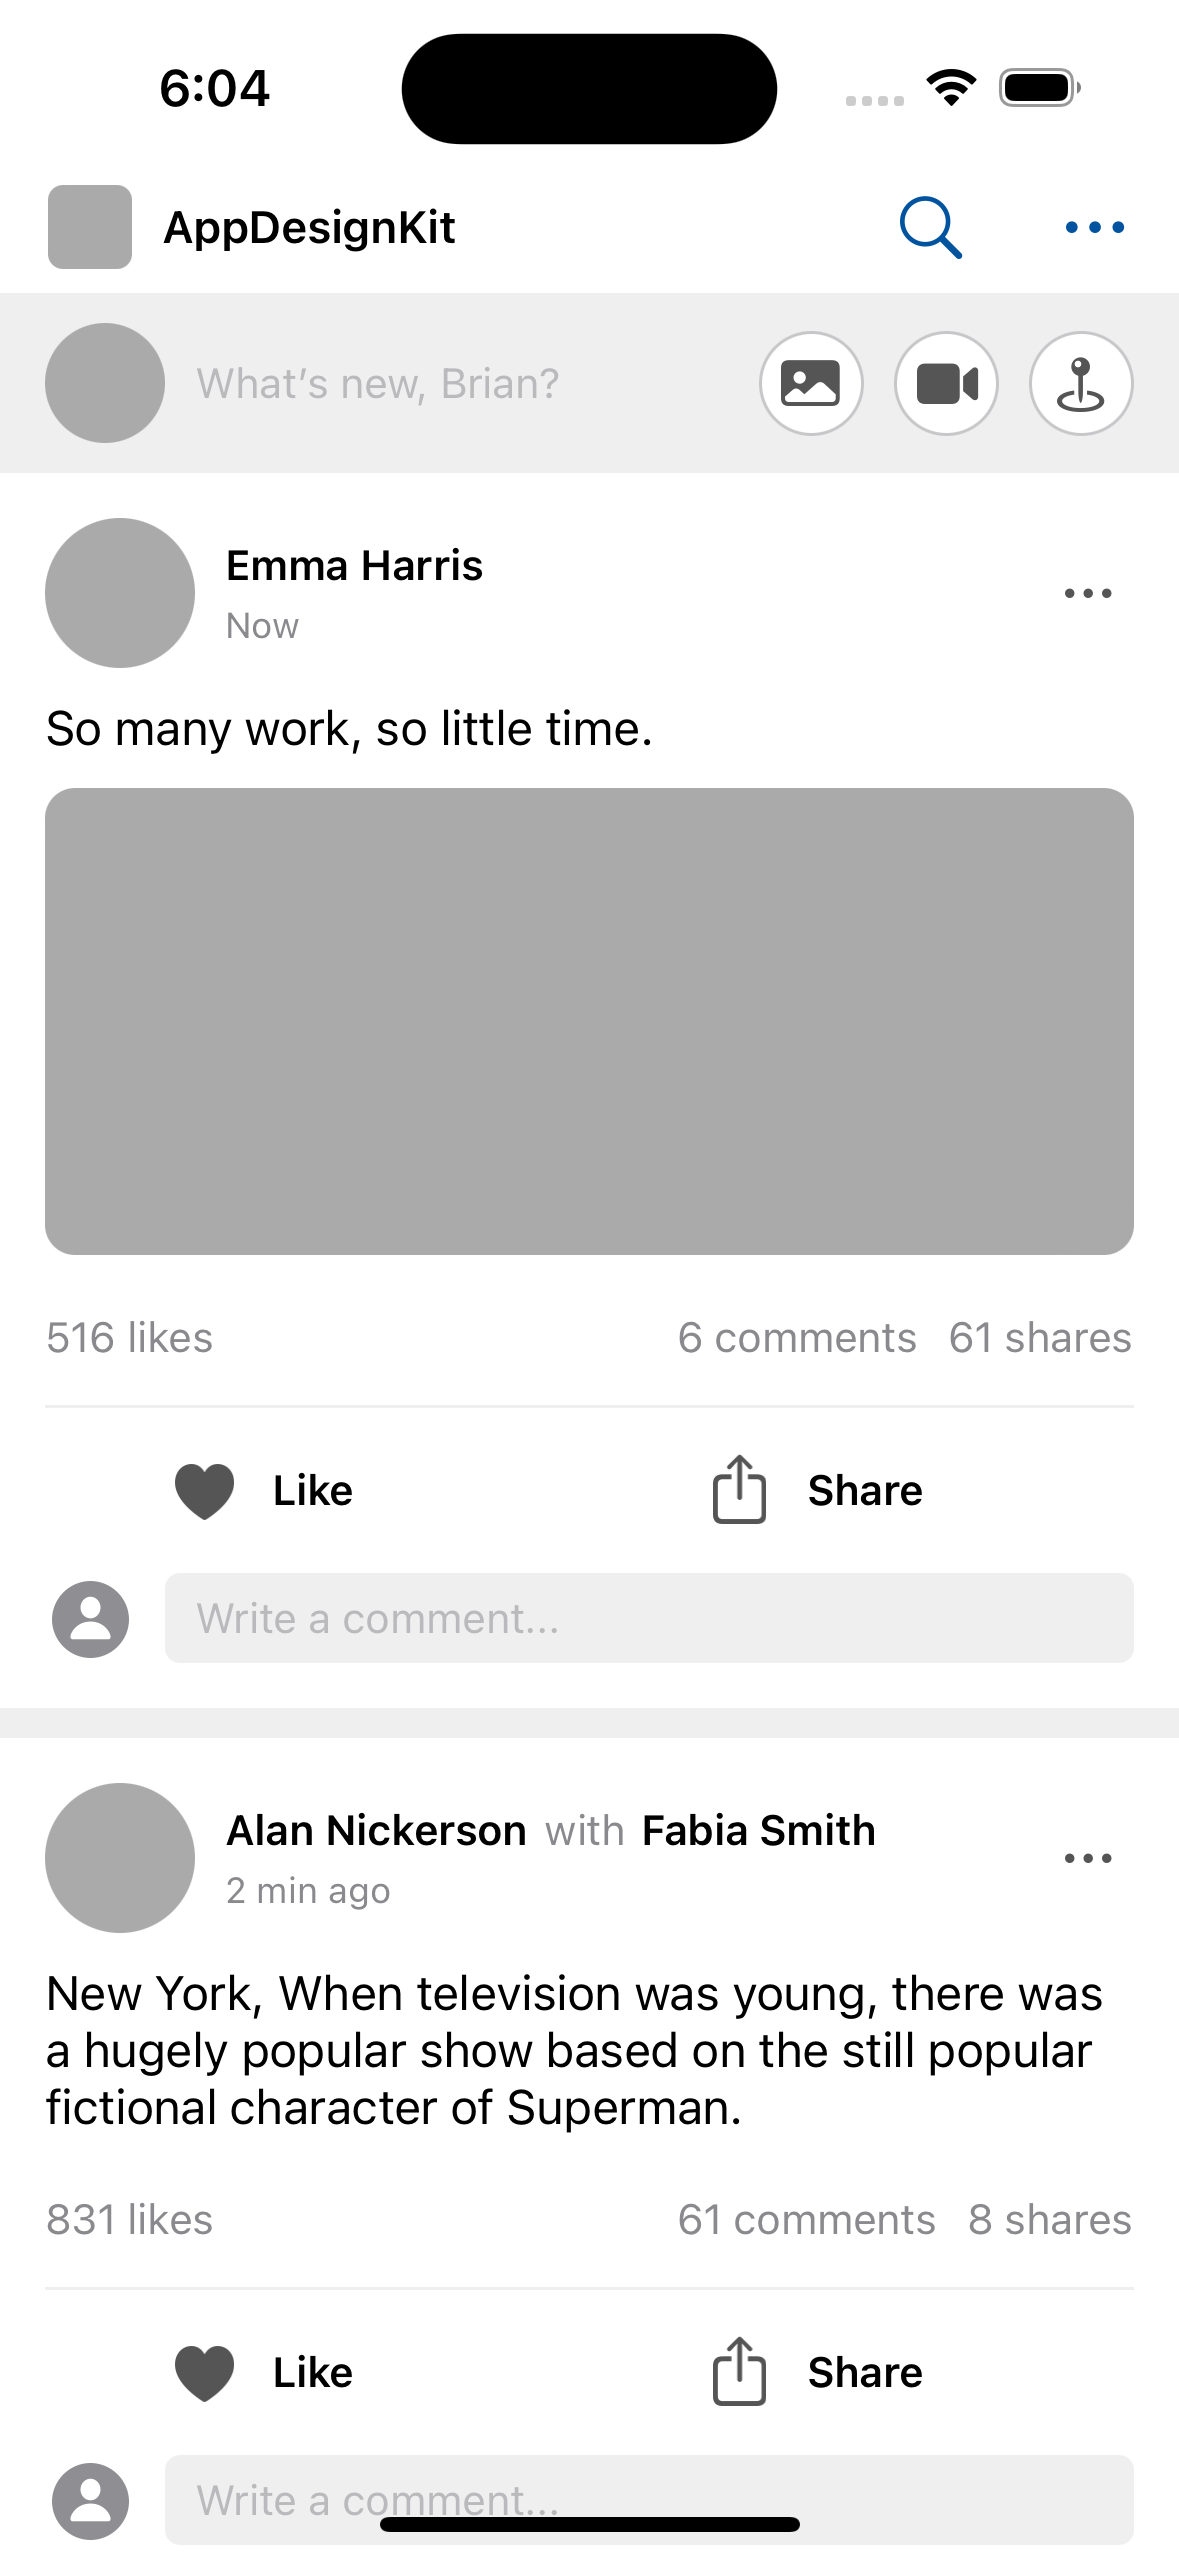 6:04
AppDesignKit
What’s new, Brian?
Emma Harris
Now
So many work, so little time.
516 likes 6 comments 61 shares
Like Share
Write a comment...
Alan Nickerson with Fabia Smith
2 min ago
New York, When television was young, there was
a hugely popular show based on the still popular
fictional character of Superman.
831 likes 61 comments 8 shares
Like Share
Write a comment...